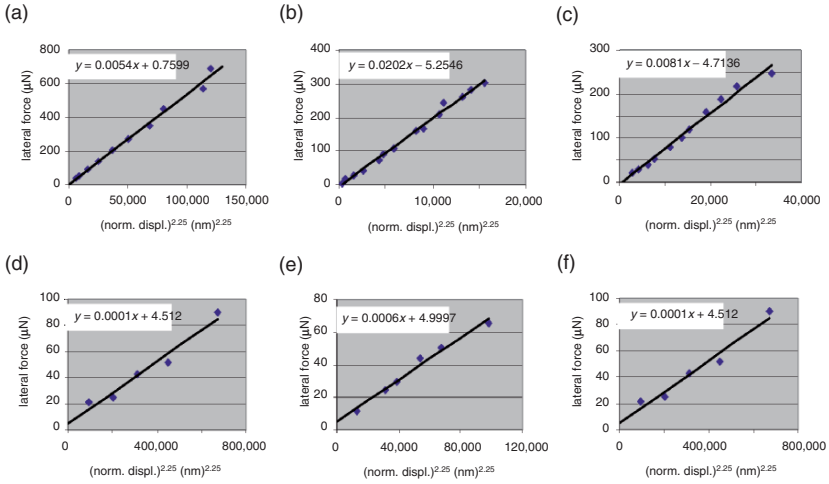 (a)
800
600
400
200
0
lateral force (µN)
y = 0.0054x + 0.7599
0 50,000 100,000 150,000
(norm. displ.)2.25 (nm)2.25
(b)
400
300
200
100
0
lateral force (µN)
y = 0.0202x – 5.2546
0 10,000 20,000
(norm. displ.)2.25 (nm)2.25
(c)
300
200
100
0
lateral force (µN)
y = 0.0081x – 4.7136
0 20,000 40,000
(norm. displ.)2.25 (nm)2.25
(d)
100
80
60
40
20
0
lateral force (µN)
y = 0.0001x + 4.512
0 400,000 800,000
(norm. displ.)2.25 (nm)2.25
(e)
80
60
40
20
0
lateral force (µN)
y = 0.0006x + 4.9997
0 40,000 80,000 120,000
(norm. displ.)2.25 (nm)2.25
(f)
100
80
60
40
20
0
lateral force (µN)
y = 0.0001x + 4.512
0 400,000 800,000
(norm. displ.)2.25 (nm)2.25